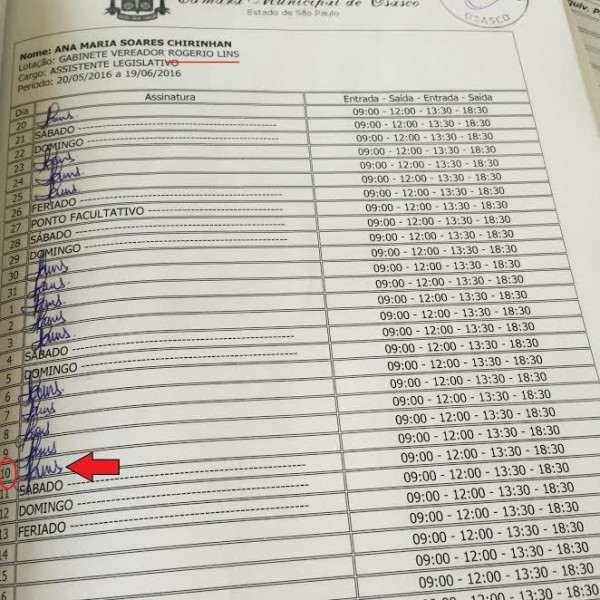 Câmara Municipal de Osasco
Estado de São Paulo
OSASCO
Nome: ANA MARIA SOARES CHIRINHAN
Lotação: GABINETE VEREADOR ROGERIO LINS
Cargo: ASSISTENTE LEGISLATIVO
Período: 20/05/2016 a 19/06/2016
Dia Assinatura Entrada - Saída - Entrada - Saída
20 09:00 - 12:00 - 13:30 - 18:30
21 SÁBADO 09:00 - 12:00 - 13:30 - 18:30
22 DOMINGO 09:00 - 12:00 - 13:30 - 18:30
23 09:00 - 12:00 - 13:30 - 18:30
24 09:00 - 12:00 - 13:30 - 18:30
25 09:00 - 12:00 - 13:30 - 18:30
26 FERIADO 09:00 - 12:00 - 13:30 - 18:30
27 PONTO FACULTATIVO 09:00 - 12:00 - 13:30 - 18:30
28 SÁBADO 09:00 - 12:00 - 13:30 - 18:30
29 DOMINGO 09:00 - 12:00 - 13:30 - 18:30
30 09:00 - 12:00 - 13:30 - 18:30
31 09:00 - 12:00 - 13:30 - 18:30
1 09:00 - 12:00 - 13:30 - 18:30
2 09:00 - 12:00 - 13:30 - 18:30
3 09:00 - 12:00 - 13:30 - 18:30
4 SÁBADO 09:00 - 12:00 - 13:30 - 18:30
5 DOMINGO 09:00 - 12:00 - 13:30 - 18:30
6 09:00 - 12:00 - 13:30 - 18:30
7 09:00 - 12:00 - 13:30 - 18:30
8 09:00 - 12:00 - 13:30 - 18:30
9 09:00 - 12:00 - 13:30 - 18:30
10 09:00 - 12:00 - 13:30 - 18:30
11 SÁBADO 09:00 - 12:00 - 13:30 - 18:30
12 DOMINGO 09:00 - 12:00 - 13:30 - 18:30
13 FERIADO 09:00 - 12:00 - 13:30 - 18:30
14 09:00 - 12:00 - 13:30 - 18:30
5 09:00 - 12:00 - 13:30 - 18:30
6 09:00 - 12:00 - 13:30 - 18:30